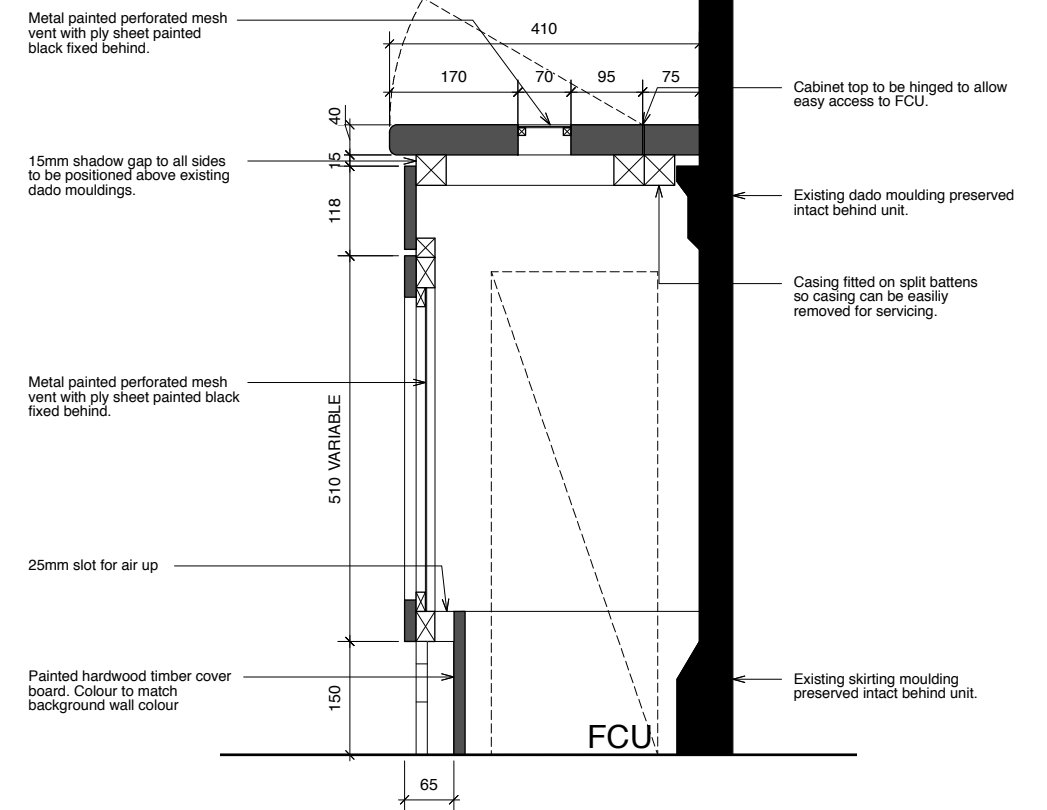 Metal painted perforated mesh
vent with ply sheet painted
black fixed behind.
410
170
70
95
75
Cabinet top to be hinged to allow
easy access to FCU.
40
15
118
15mm shadow gap to all sides
to be positioned above existing
dado mouldings.
Existing dado moulding preserved
intact behind unit.
Casing fitted on split battens
so casing can be easiliy
removed for servicing.
Metal painted perforated mesh
vent with ply sheet painted black
fixed behind.
510 VARIABLE
25mm slot for air up
Painted hardwood timber cover
board. Colour to match
background wall colour
150
Existing skirting moulding
preserved intact behind unit.
FCU
65